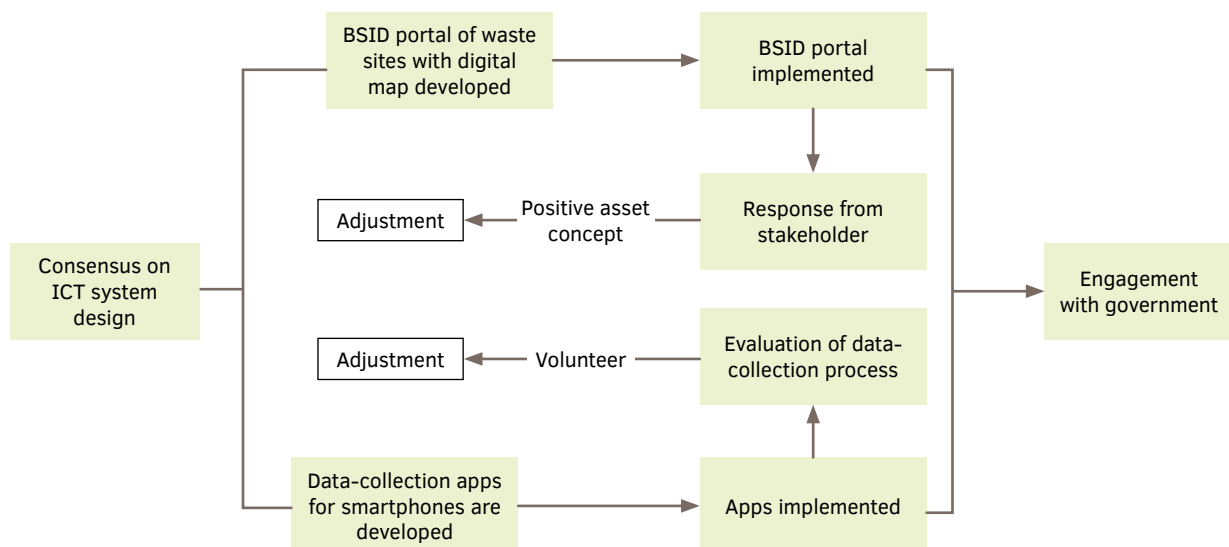 BSID portal of waste
sites with digital
map developed
BSID portal
implemented
Adjustment
Positive asset
concept
Response from
stakeholder
Consensus on
ICT system
design
Engagement
with government
Adjustment
Volunteer
Evaluation of data-
collection process
Data-collection apps
for smartphones are
developed
Apps implemented